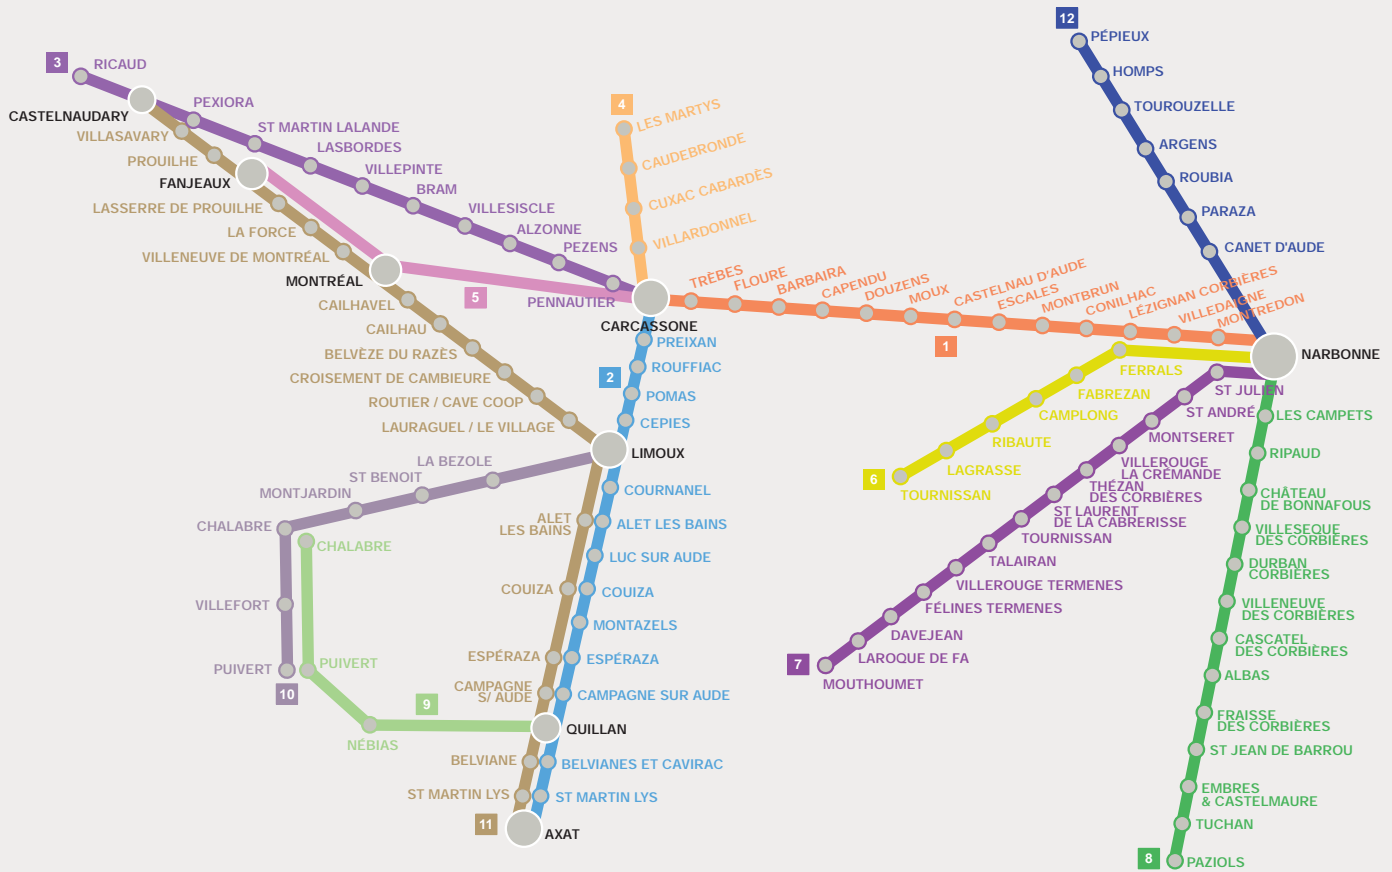 12
PÉPIEUX
HOMPS
TOUROUZELLE
ARGENS
ROUBIA
PARAZA
CANET D'AUDE
3
RICAUD
CASTELNAUDARY
PEXIORA
ST MARTIN LALANDE
LASBORDES
VILLEPINTE
BRAM
VILLESISCLE
ALZONNE
PEZENS
PENNAUTIER
VILLASAVARY
PROUILHE
FANJEAUX
LASSERRE DE PROUILHE
LA FORCE
VILLENEUVE DE MONTRÉAL
MONTRÉAL
5
CAILHAVEL
CAILHAU
BELVÈZE DU RAZÈS
CROISEMENT DE CAMBIEURE
ROUTIER / CAVE COOP
LAURAGUEL / LE VILLAGE
4
LES MARTYS
CAUDEBRONDE
CUXAC CABARDÈS
VILLARDONNEL
CARCASSONE
TRÈBES
FLOURE
BARBAIRA
CAPENDU
DOUZENS
MOUX
CASTELNAU D'AUDE
ESCALES
MONTBRUN
CONILHAC
LÉZIGNAN CORBIÈRES
VILLEDAIGNE
MONTREDON
1
NARBONNE
2
PREIXAN
ROUFFIAC
POMAS
CEPIES
LIMOUX
COURNANEL
ALET LES BAINS
LUC SUR AUDE
COUIZA
MONTAZELS
ESPÉRAZA
CAMPAGNE SUR AUDE
QUILLAN
BELVIANES ET CAVIRAC
ST MARTIN LYS
AXAT
ALET
LES BAINS
COUIZA
ESPÉRAZA
CAMPAGNE
S/ AUDE
BELVIANE
ST MARTIN LYS
11
LA BEZOLE
ST BENOIT
MONTJARDIN
CHALABRE
VILLEFORT
PUIVERT
10
CHALABRE
PUIVERT
NÉBIAS
9
FERRALS
FABREZAN
CAMPLONG
RIBAUTE
LAGRASSE
TOURNISSAN
6
ST JULIEN
ST ANDRÉ
MONTSERET
VILLEROUGE
LA CRÉMANDE
THÉZAN
DES CORBIÈRES
ST LAURENT
DE LA CABRERISSE
TOURNISSAN
TALAIRAN
VILLEROUGE TERMENES
FÉLINES TERMENES
DAVEJEAN
LAROQUE DE FA
MOUTHOUMET
7
LES CAMPETS
RIPAUD
CHÂTEAU
DE BONNAFOUS
VILLESEQUE
DES CORBIÈRES
DURBAN
CORBIÈRES
VILLENEUVE
DES CORBIÈRES
CASCATEL
DES CORBIÈRES
ALBAS
FRAISSE
DES CORBIÈRES
ST JEAN DE BARROU
EMBRES
& CASTELMAURE
TUCHAN
8
PAZIOLS